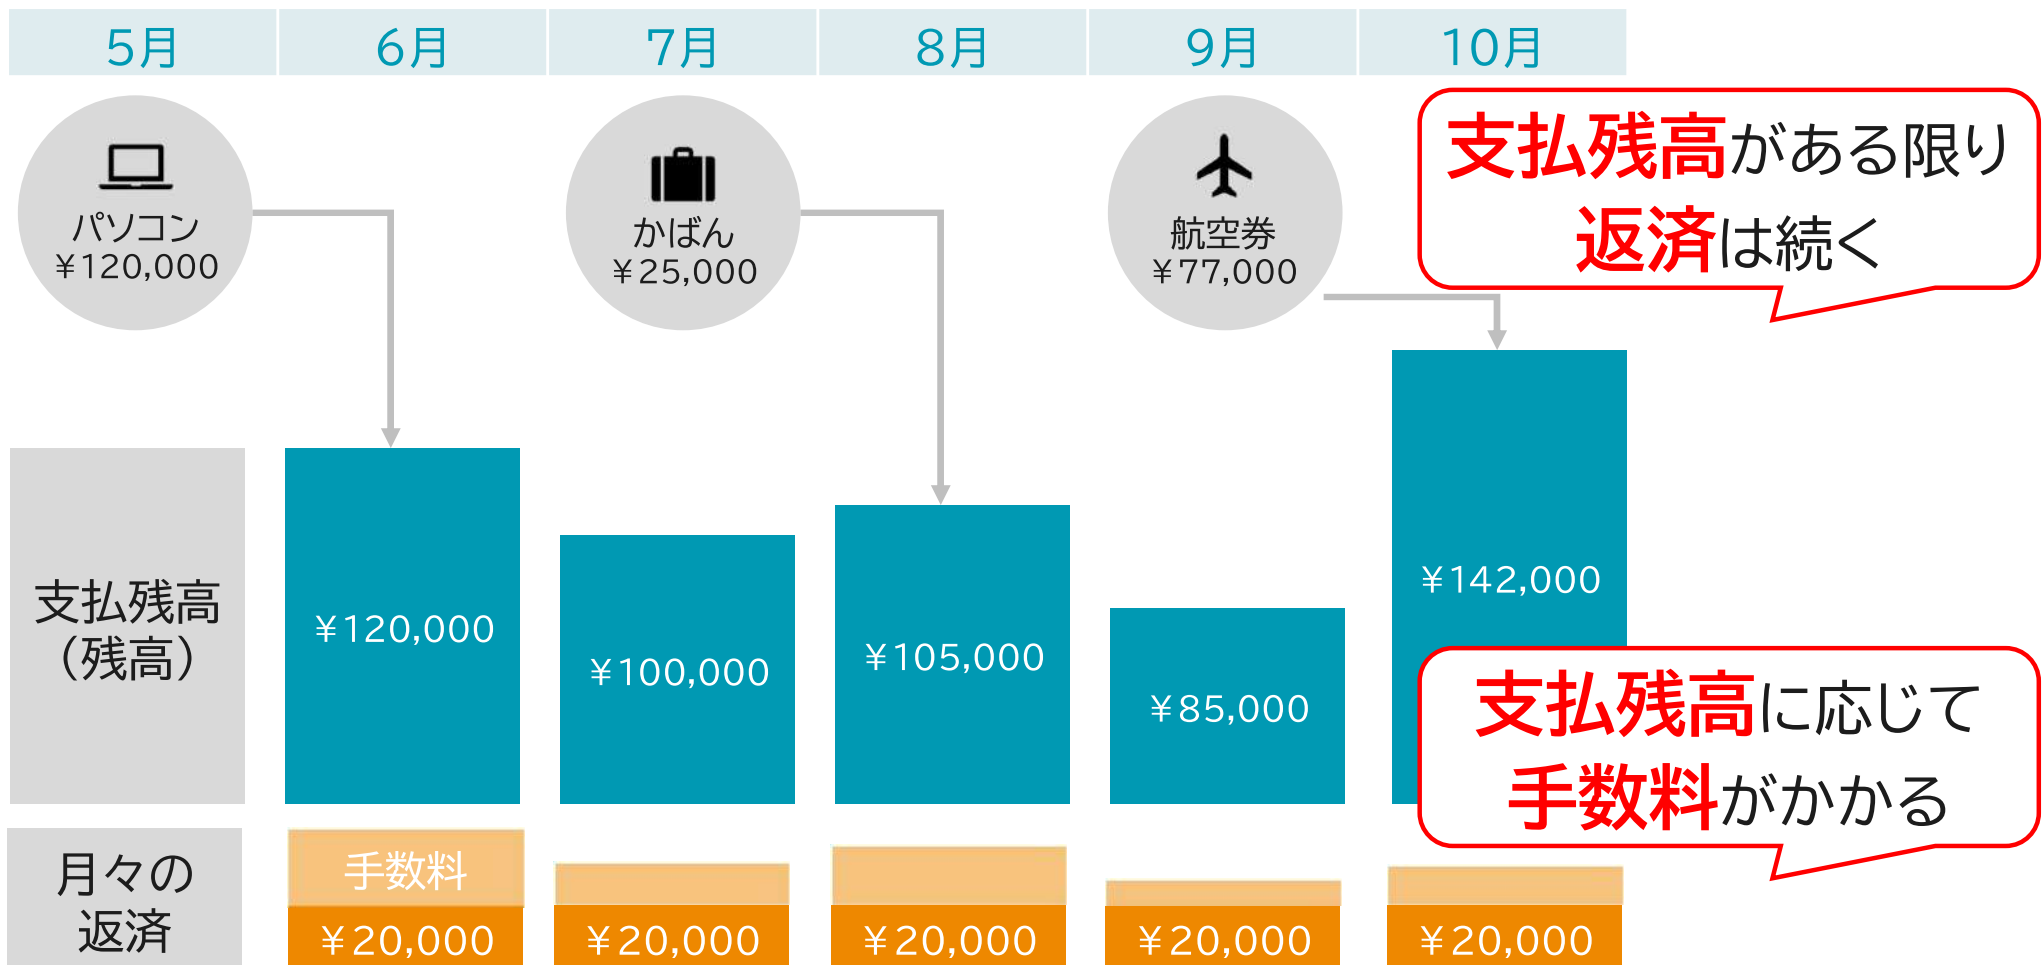 5月
6月
7月
8月
9月
10月
パソコン
¥120,000
かばん
¥25,000
航空券
¥77,000
支払残高がある限り
返済は続く
支払残高
（残高）
¥120,000
¥100,000
¥105,000
¥85,000
¥142,000
支払残高に応じて
手数料がかかる
月々の
返済
手数料
¥20,000
¥20,000
¥20,000
¥20,000
¥20,000